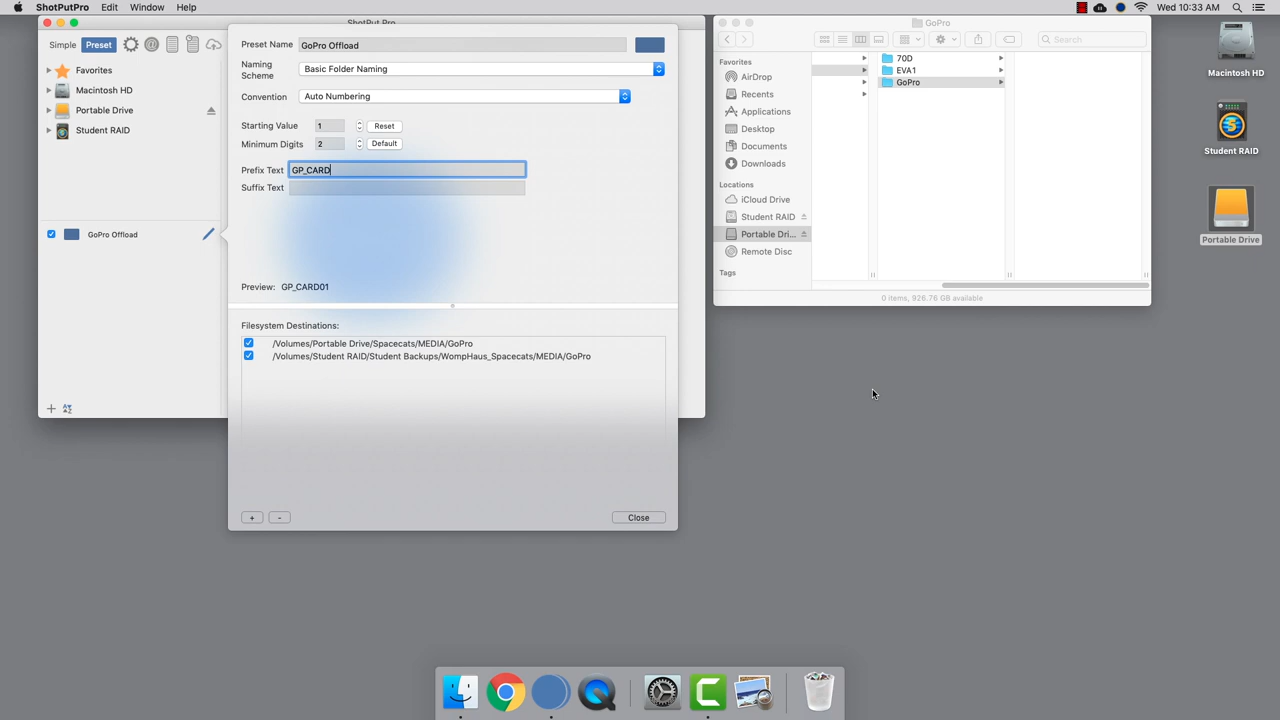 ShotPutPro Edit Window Help
Wed 10:33 AM
ShotPut Pro
Simple Preset
Favorites
Macintosh HD
Portable Drive
Student RAID
GoPro Offload
Preset Name GoPro Offload
Naming Scheme Basic Folder Naming
Convention Auto Numbering
Starting Value 1 Reset
Minimum Digits 2 Default
Prefix Text GP_CARD
Suffix Text
Preview: GP_CARD01
Filesystem Destinations:
/Volumes/Portable Drive/Spacecats/MEDIA/GoPro
/Volumes/Student RAID/Student Backups/WompHaus_Spacecats/MEDIA/GoPro
+ - Close
GoPro
Search
Favorites
AirDrop
Recents
Applications
Desktop
Documents
Downloads
Locations
iCloud Drive
Student RAID
Portable Dri...
Remote Disc
Tags
70D
EVA1
GoPro
0 items, 926.76 GB available
Macintosh HD
Student RAID
Portable Drive